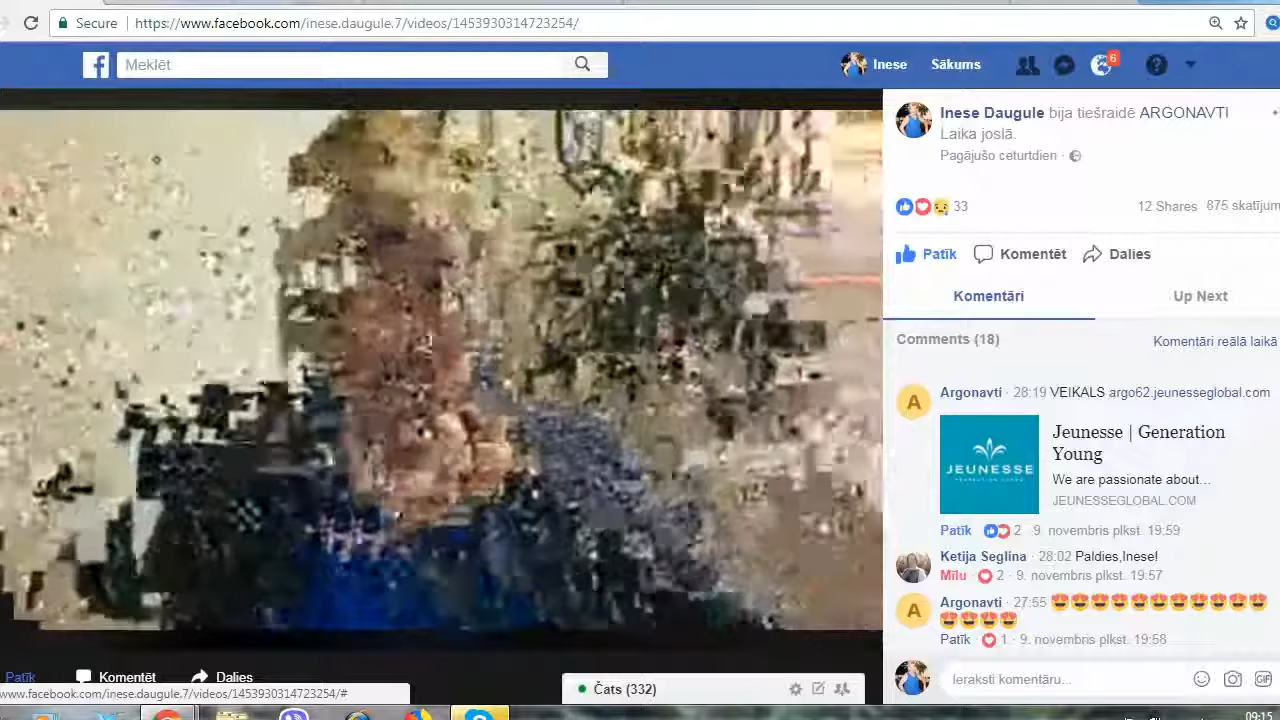 Secure https://www.facebook.com/inese.daugule.7/videos/1453930314723254/
Meklēt
Inese Sākums 6
Inese Daugule bija tiešraidē ARGONAVTI
Laika joslā.
Pagājušo ceturtdien
33 12 Shares 875 skatījum
Patīk Komentēt Dalies
Komentāri Up Next
Comments (18) Komentāri reālā laikā
Argonavti · 28:19 VEIKALS argo62.jeunesseglobal.com
JEUNESSE
Jeunesse | Generation
Young
We are passionate about...
JEUNESSEGLOBAL.COM
Patīk · 2 · 9. novembris plkst. 19:59
Ketija Seglina · 28:02 Paldies,Inese!
Mīlu · 2 · 9. novembris plkst. 19:57
Argonavti · 27:55 😍😍😍😍😍😍😍😍😍😍😍
😍😍😍😍
Patīk · 1 · 9. novembris plkst. 19:58
Ieraksti komentāru...
GIF
Patīk Komentēt Dalies
www.facebook.com/inese.daugule.7/videos/1453930314723254/#
Čats (332)
09:15